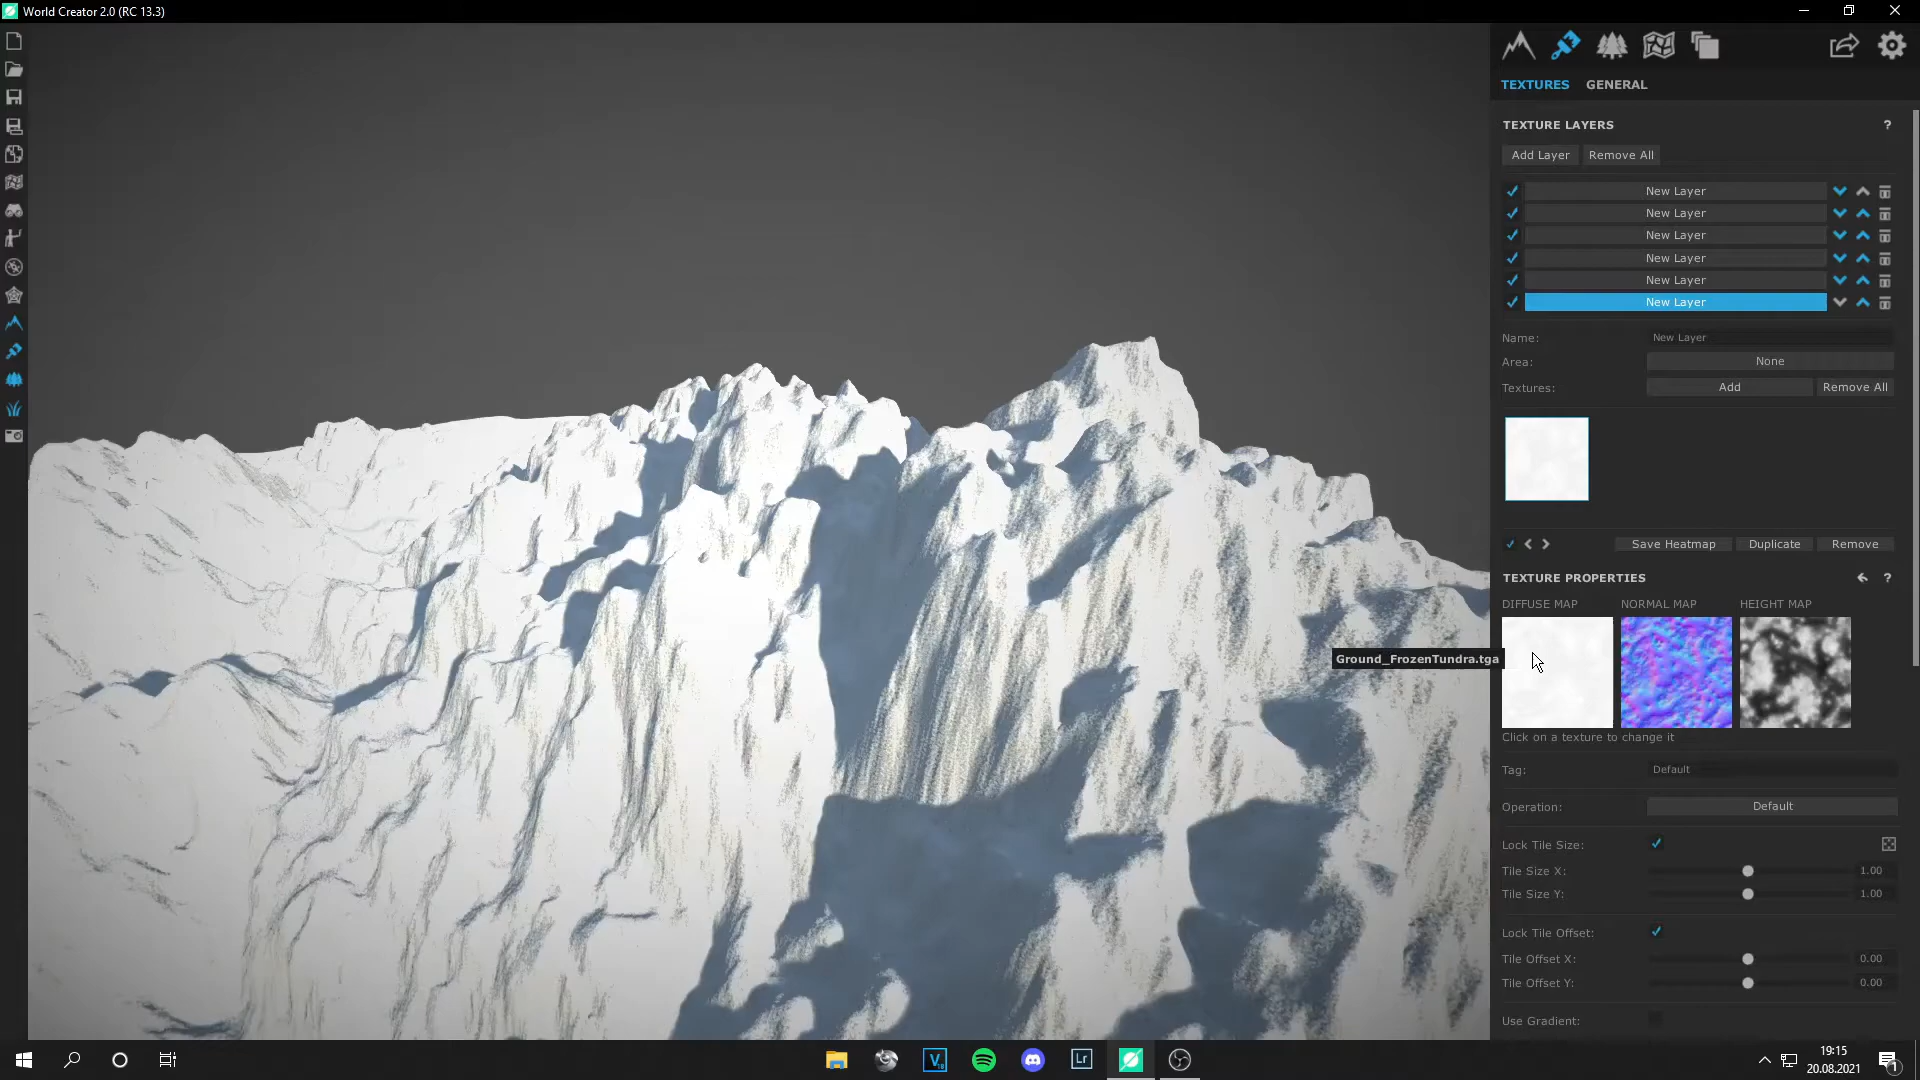 World Creator 2.0 (RC 13.3)
TEXTURES GENERAL
TEXTURE LAYERS ?
Add Layer Remove All
New Layer
New Layer
New Layer
New Layer
New Layer
New Layer
Name: New Layer
Area: None
Textures: Add Remove All
Save Heatmap Duplicate Remove
TEXTURE PROPERTIES ?
DIFFUSE MAP NORMAL MAP HEIGHT MAP
Ground_FrozenTundra.tga
Click on a texture to change it
Tag: Default
Operation: Default
Lock Tile Size:
Tile Size X: 1.00
Tile Size Y: 1.00
Lock Tile Offset:
Tile Offset X: 0.00
Tile Offset Y: 0.00
Use Gradient:
V
18
Lr
19:15
20.08.2021
1